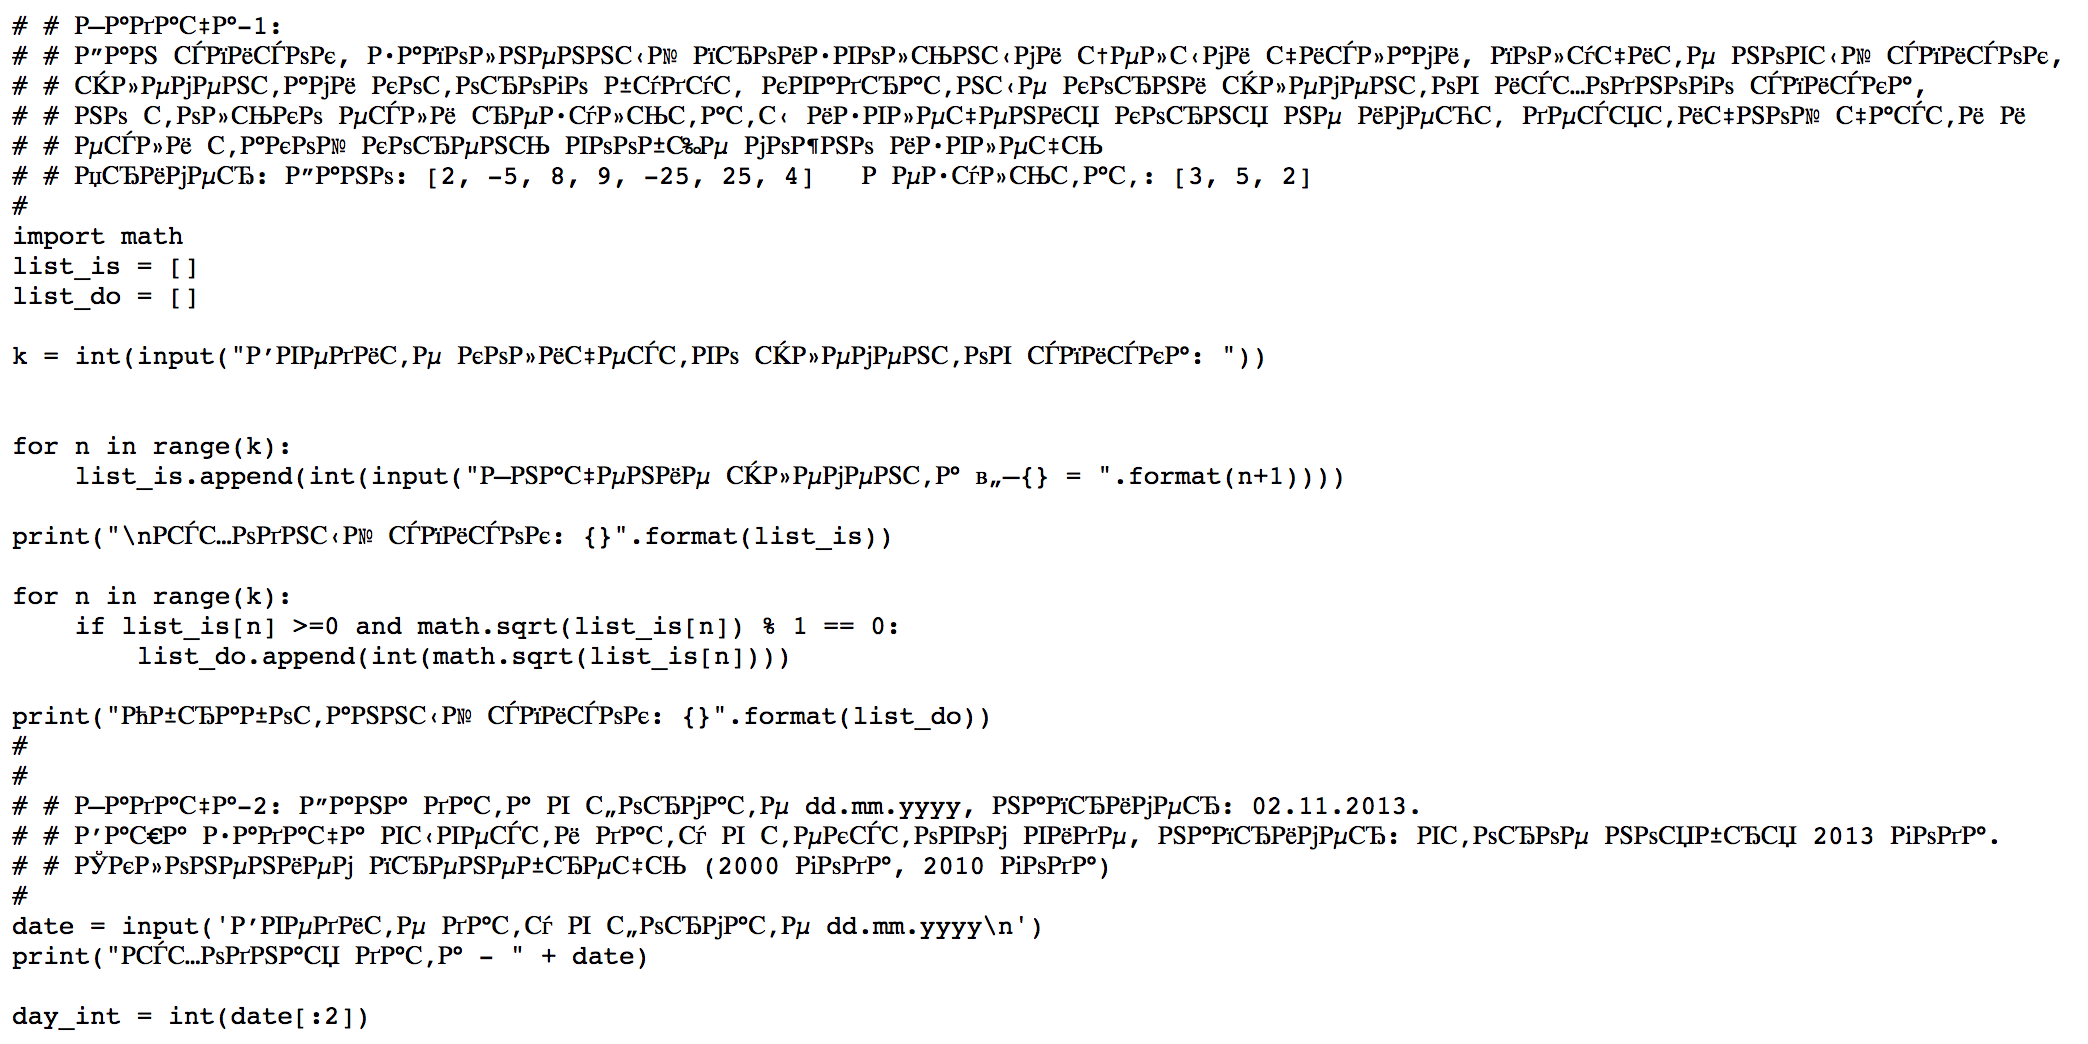 # # Р—Р°РґР°С‡Р°-1:
# # Р”Р°РЅ СЃРїРёСЃРѕРє, Р·Р°РїРѕР»РЅРµРЅРЅС‹Р№ РїСЂРѕРёР·РІРѕР»СЊРЅС‹РјРё С†РµР»С‹РјРё С‡РёСЃР»Р°РјРё, РїРѕР»СѓС‡РёС‚Рµ РЅРѕРІС‹Р№ СЃРїРёСЃРѕРє,
# # СЌР»РµРјРµРЅС‚Р°РјРё РєРѕС‚РѕСЂРѕРіРѕ Р±СѓРґСѓС‚ РєРІР°РґСЂР°С‚РЅС‹Рµ РєРѕСЂРЅРё СЌР»РµРјРµРЅС‚РѕРІ РёСЃС…РѕРґРЅРѕРіРѕ СЃРїРёСЃРєР°,
# # РЅРѕ С‚РѕР»СЊРєРѕ РµСЃР»Рё СЂРµР·СѓР»СЊС‚Р°С‚С‹ РёР·РІР»РµС‡РµРЅРёСЏ РєРѕСЂРЅСЏ РЅРµ РёРјРµСЋС‚ РґРµСЃСЏС‚РёС‡РЅРѕР№ С‡Р°СЃС‚Рё Рё
# # РµСЃР»Рё С‚Р°РєРѕР№ РєРѕСЂРµРЅСЊ РІРѕРѕР±С‰Рµ РјРѕР¶РЅРѕ РёР·РІР»РµС‡СЊ
# # РџСЂРёРјРµСЂ: Р”Р°РЅРѕ: [2, -5, 8, 9, -25, 25, 4]   Р РµР·СѓР»СЊС‚Р°С‚: [3, 5, 2]
#
import math
list_is = []
list_do = []
k = int(input("Р’РІРµРґРёС‚Рµ РєРѕР»РёС‡РµСЃС‚РІРѕ СЌР»РµРјРµРЅС‚РѕРІ СЃРїРёСЃРєР°: "))
for n in range(k):
    list_is.append(int(input("Р—РЅР°С‡РµРЅРёРµ СЌР»РµРјРµРЅС‚Р° в„–{} = ".format(n+1))))
print("\nРСЃС…РѕРґРЅС‹Р№ СЃРїРёСЃРѕРє: {}".format(list_is))
for n in range(k):
    if list_is[n] >=0 and math.sqrt(list_is[n]) % 1 == 0:
        list_do.append(int(math.sqrt(list_is[n])))
print("РћР±СЂР°Р±РѕС‚Р°РЅРЅС‹Р№ СЃРїРёСЃРѕРє: {}".format(list_do))
#
#
# # Р—Р°РґР°С‡Р°-2: Р”Р°РЅР° РґР°С‚Р° РІ С„РѕСЂРјР°С‚Рµ dd.mm.yyyy, РЅР°РїСЂРёРјРµСЂ: 02.11.2013.
# # Р’Р°С€Р° Р·Р°РґР°С‡Р° РІС‹РІРµСЃС‚Рё РґР°С‚Сѓ РІ С‚РµРєСЃС‚РѕРІРѕРј РІРёРґРµ, РЅР°РїСЂРёРјРµСЂ: РІС‚РѕСЂРѕРµ РЅРѕСЏР±СЂСЏ 2013 РіРѕРґР°.
# # РЎРєР»РѕРЅРµРЅРёРµРј РїСЂРµРЅРµР±СЂРµС‡СЊ (2000 РіРѕРґР°, 2010 РіРѕРґР°)
#
date = input('Р’РІРµРґРёС‚Рµ РґР°С‚Сѓ РІ С„РѕСЂРјР°С‚Рµ dd.mm.yyyy\n')
print("РСЃС…РѕРґРЅР°СЏ РґР°С‚Р° - " + date)
day_int = int(date[:2])